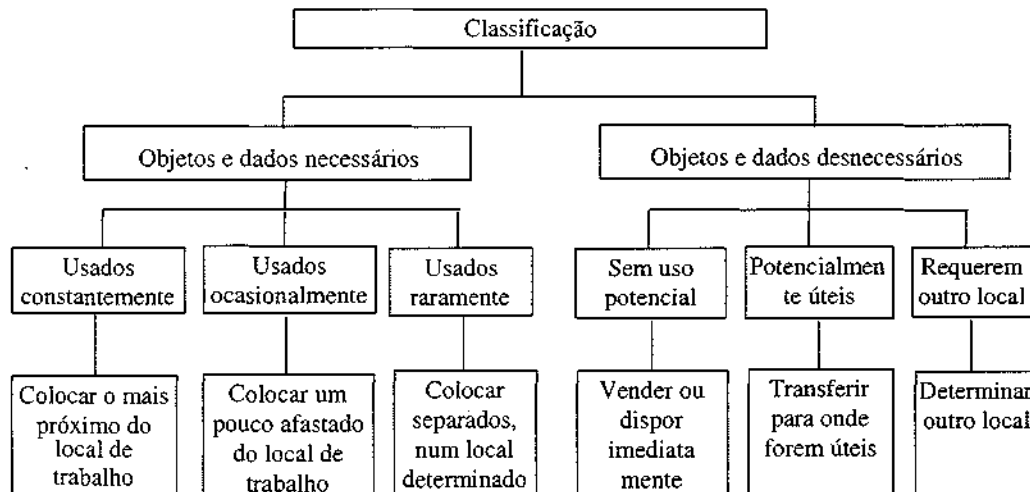 Classificação
Objetos e dados necessários
Objetos e dados desnecessários
Usados
constantemente
Usados
ocasionalmente
Usados
raramente
Sem uso
potencial
Potencialmen
te úteis
Requerem
outro local
Colocar o mais
próximo do
local de
trabalho
Colocar um
pouco afastado
do local de
trabalho
Colocar
separados,
num local
determinado
Vender ou
dispor
imediata
mente
Transferir
para onde
forem úteis
Determinar
outro local